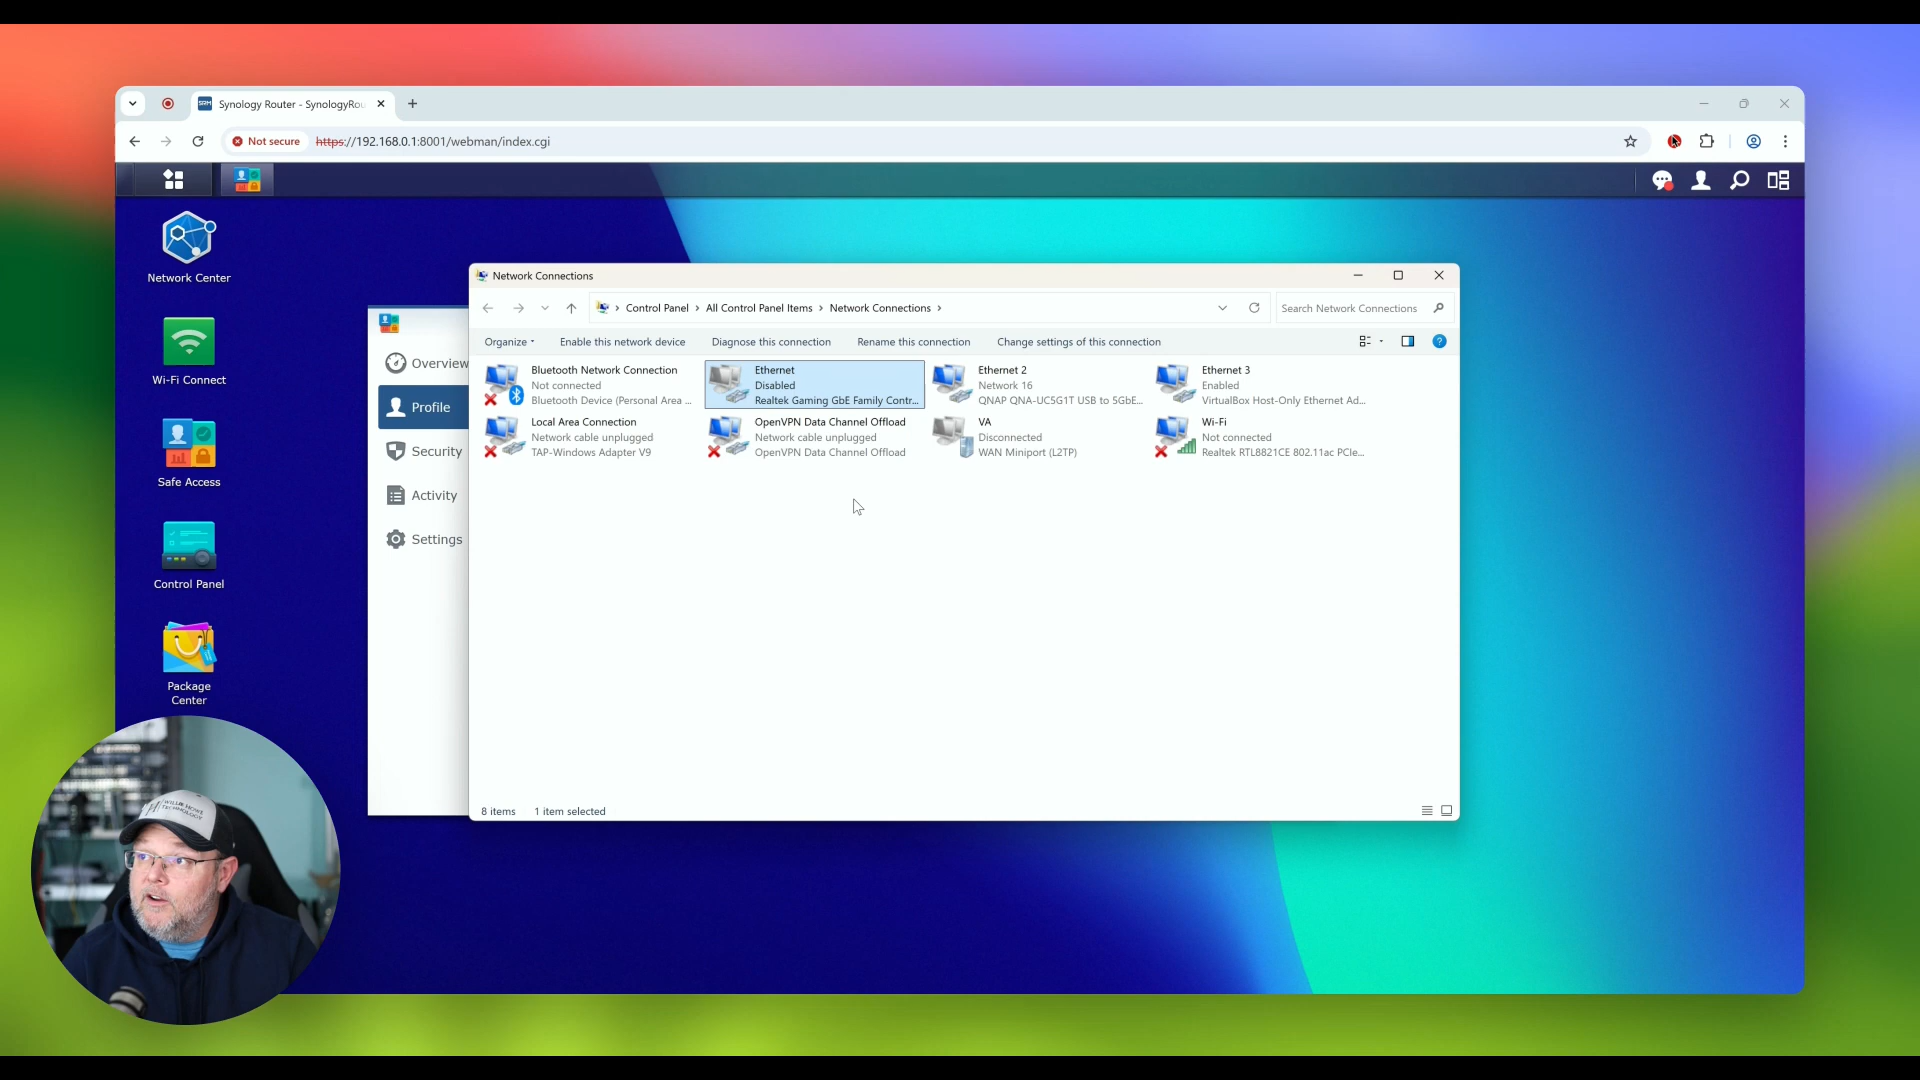 SRM Synology Router - SynologyRou
Not secure https://192.168.0.1:8001/webman/index.cgi
Network Center
Wi-Fi Connect
Safe Access
Control Panel
Package
Center
Overview
Profile
Security
Activity
Settings
Network Connections
Control Panel > All Control Panel Items > Network Connections >
Search Network Connections
Organize
Enable this network device
Diagnose this connection
Rename this connection
Change settings of this connection
Bluetooth Network Connection
Not connected
Bluetooth Device (Personal Area ...
Ethernet
Disabled
Realtek Gaming GbE Family Contr...
Ethernet 2
Network 16
QNAP QNA-UC5G1T USB to 5GbE...
Ethernet 3
Enabled
VirtualBox Host-Only Ethernet Ad...
Local Area Connection
Network cable unplugged
TAP-Windows Adapter V9
OpenVPN Data Channel Offload
Network cable unplugged
OpenVPN Data Channel Offload
VA
Disconnected
WAN Miniport (L2TP)
Wi-Fi
Not connected
Realtek RTL8821CE 802.11ac PCIe...
8 items
1 item selected
WILLIE HOWE
TECHNOLOGY